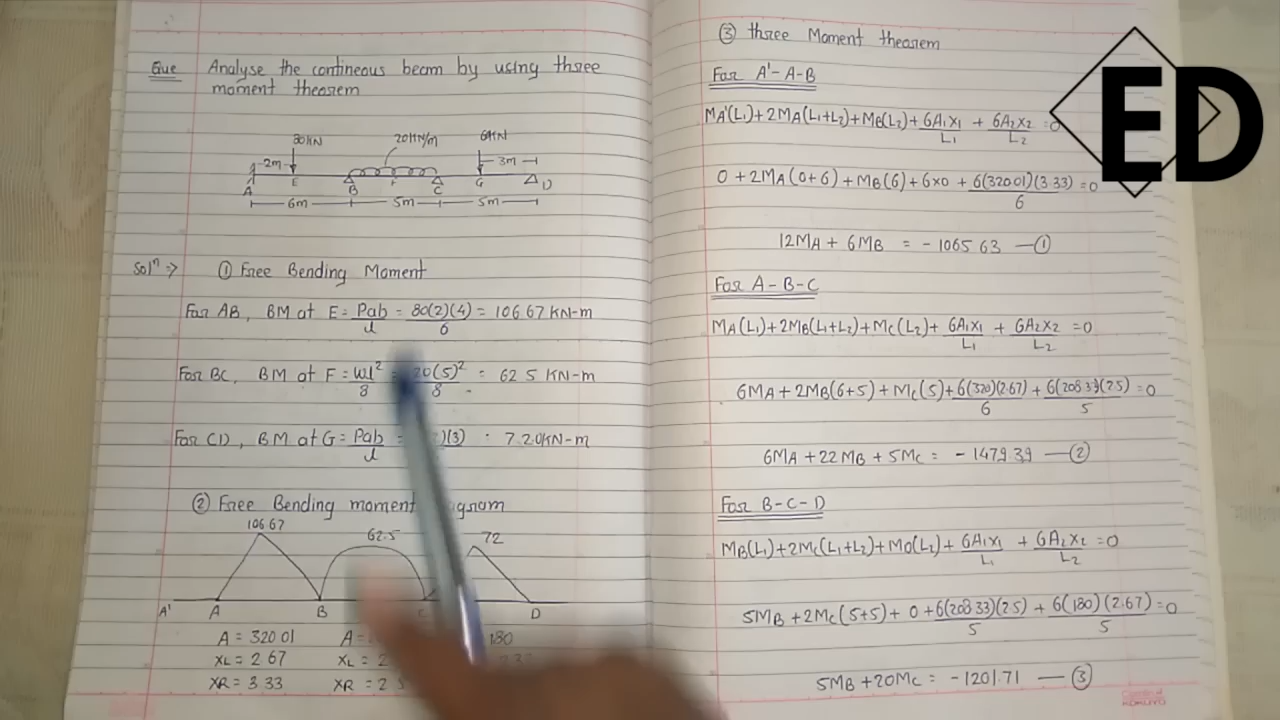 Que Analyse the contineous beam by using three
moment theorem
80KN 20KN/m 60KN
2m 3m
A E B F C G D
6m 5m 5m
Solⁿ => ① Free Bending Moment
For AB, BM at E = Pab/l = 80(2)(4)/6 = 106.67 KN-m
For BC, BM at F = wl²/8 = 20(5)²/8 = 62.5 KN-m
For CD, BM at G = Pab/l = )(3) : 7.20KN-m
② Free Bending moment
106.67 62.5 72
A' A B C D
A = 320.01 A = 180
XL = 2.67 XL = 2
XR = 3.33 XR = 2.5
③ three Moment theorem
For A'-A-B
MA'(L1)+2MA(L1+L2)+MB(L2)+6A1X1/L1 + 6A2X2/L2 = 0
0+2MA(0+6)+MB(6)+6x0+6(320.01)(3.33)/6 = 0
12MA + 6MB = -1065.63 —①
For A-B-C
MA(L1)+2MB(L1+L2)+MC(L2)+6A1X1/L1 + 6A2X2/L2 = 0
6MA+2MB(6+5)+MC(5)+6(320)(2.67)/6 + 6(208.33)(2.5)/5 = 0
6MA+22MB+5MC = -1479.39 —②
For B-C-D
MB(L1)+2MC(L1+L2)+MD(L2)+6A1X1/L1 + 6A2X2/L2 = 0
5MB+2MC(5+5)+0+6(208.33)(2.5)/5 + 6(180)(2.67)/5 = 0
5MB+20MC = -1201.71 —③
ED